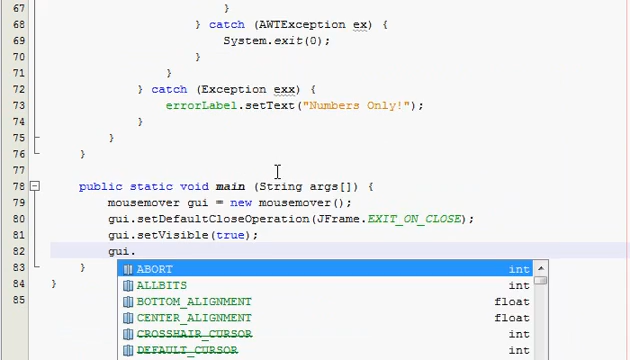 67 }
68 } catch (AWTException ex) {
69 System.exit(0);
70 }
71 }
72 } catch (Exception exx) {
73 errorLabel.setText("Numbers Only!");
74 }
75 }
76 }
77
78 public static void main (String args[]) {
79 mousemover gui = new mousemover();
80 gui.setDefaultCloseOperation(JFrame.EXIT_ON_CLOSE);
81 gui.setVisible(true);
82 gui.
83 }
ABORT int
84 }
ALLBITS int
85
BOTTOM_ALIGNMENT float
CENTER_ALIGNMENT float
CROSSHAIR_CURSOR int
DEFAULT_CURSOR int